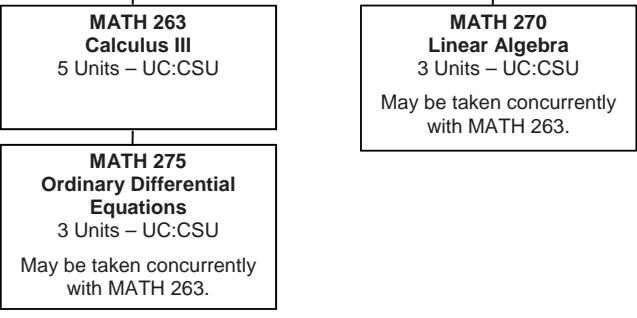 MATH 263
Calculus III
5 Units – UC:CSU
MATH 270
Linear Algebra
3 Units – UC:CSU
May be taken concurrently
with MATH 263.
MATH 275
Ordinary Differential
Equations
3 Units – UC:CSU
May be taken concurrently
with MATH 263.